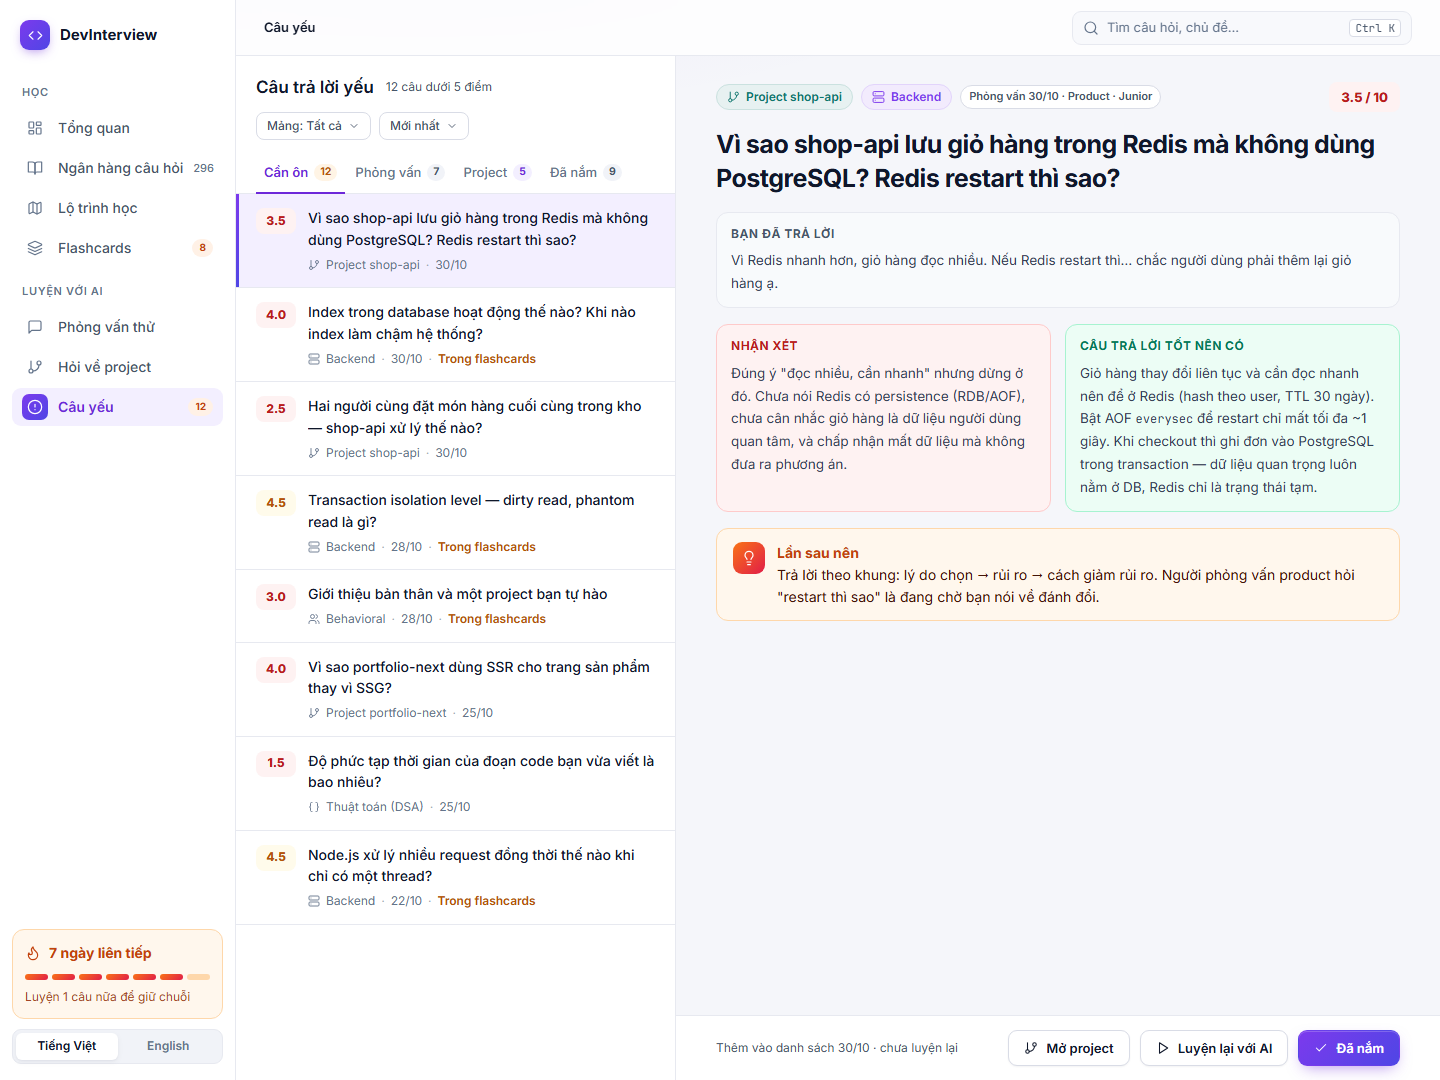 DevInterview
HỌC
Tổng quan
Ngân hàng câu hỏi 296
Lộ trình học
Flashcards 8
LUYỆN VỚI AI
Phỏng vấn thử
Hỏi về project
Câu yếu 12
7 ngày liên tiếp
Luyện 1 câu nữa để giữ chuỗi
Tiếng Việt English
Câu yếu
Tìm câu hỏi, chủ đề... Ctrl K
Câu trả lời yếu 12 câu dưới 5 điểm
Mảng: Tất cả Mới nhất
Cần ôn 12 Phỏng vấn 7 Project 5 Đã nắm 9
3.5 Vì sao shop-api lưu giỏ hàng trong Redis mà không
dùng PostgreSQL? Redis restart thì sao?
Project shop-api · 30/10
4.0 Index trong database hoạt động thế nào? Khi nào
index làm chậm hệ thống?
Backend · 30/10 · Trong flashcards
2.5 Hai người cùng đặt món hàng cuối cùng trong kho
— shop-api xử lý thế nào?
Project shop-api · 30/10
4.5 Transaction isolation level — dirty read, phantom
read là gì?
Backend · 28/10 · Trong flashcards
3.0 Giới thiệu bản thân và một project bạn tự hào
Behavioral · 28/10 · Trong flashcards
4.0 Vì sao portfolio-next dùng SSR cho trang sản phẩm
thay vì SSG?
Project portfolio-next · 25/10
1.5 Độ phức tạp thời gian của đoạn code bạn vừa viết là
bao nhiêu?
Thuật toán (DSA) · 25/10
4.5 Node.js xử lý nhiều request đồng thời thế nào khi
chỉ có một thread?
Backend · 22/10 · Trong flashcards
Project shop-api Backend Phỏng vấn 30/10 · Product · Junior 3.5 / 10
Vì sao shop-api lưu giỏ hàng trong Redis mà không dùng
PostgreSQL? Redis restart thì sao?
BẠN ĐÃ TRẢ LỜI
Vì Redis nhanh hơn, giỏ hàng đọc nhiều. Nếu Redis restart thì... chắc người dùng phải thêm lại giỏ
hàng ạ.
NHẬN XÉT
Đúng ý "đọc nhiều, cần nhanh" nhưng dừng ở
đó. Chưa nói Redis có persistence (RDB/AOF),
chưa cân nhắc giỏ hàng là dữ liệu người dùng
quan tâm, và chấp nhận mất dữ liệu mà không
đưa ra phương án.
CÂU TRẢ LỜI TỐT NÊN CÓ
Giỏ hàng thay đổi liên tục và cần đọc nhanh
nên để ở Redis (hash theo user, TTL 30 ngày).
Bật AOF everysec để restart chỉ mất tối đa ~1
giây. Khi checkout thì ghi đơn vào PostgreSQL
trong transaction — dữ liệu quan trọng luôn
nằm ở DB, Redis chỉ là trạng thái tạm.
Lần sau nên
Trả lời theo khung: lý do chọn → rủi ro → cách giảm rủi ro. Người phỏng vấn product hỏi
"restart thì sao" là đang chờ bạn nói về đánh đổi.
Thêm vào danh sách 30/10 · chưa luyện lại
Mở project Luyện lại với AI Đã nắm